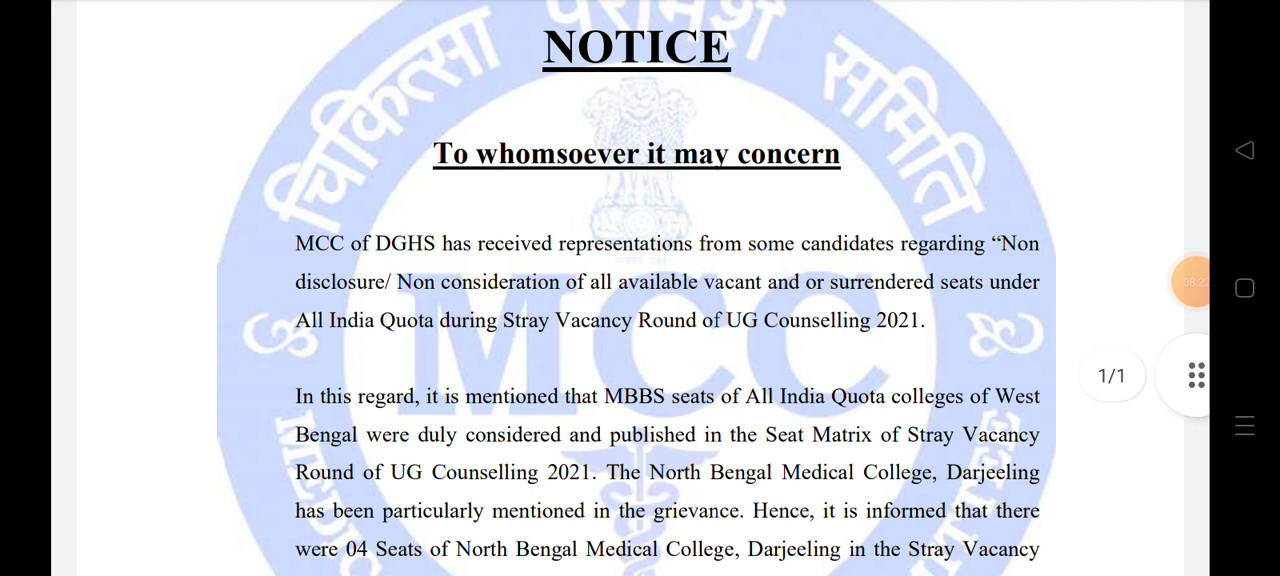 चिकित्सा परामर्श समिति
NOTICE
To whomsoever it may concern
MCC of DGHS has received representations from some candidates regarding “Non
disclosure/ Non consideration of all available vacant and or surrendered seats under
All India Quota during Stray Vacancy Round of UG Counselling 2021.
MCC
In this regard, it is mentioned that MBBS seats of All India Quota colleges of West
Bengal were duly considered and published in the Seat Matrix of Stray Vacancy
Round of UG Counselling 2021. The North Bengal Medical College, Darjeeling
has been particularly mentioned in the grievance. Hence, it is informed that there
were 04 Seats of North Bengal Medical College, Darjeeling in the Stray Vacancy
08:22
1/1